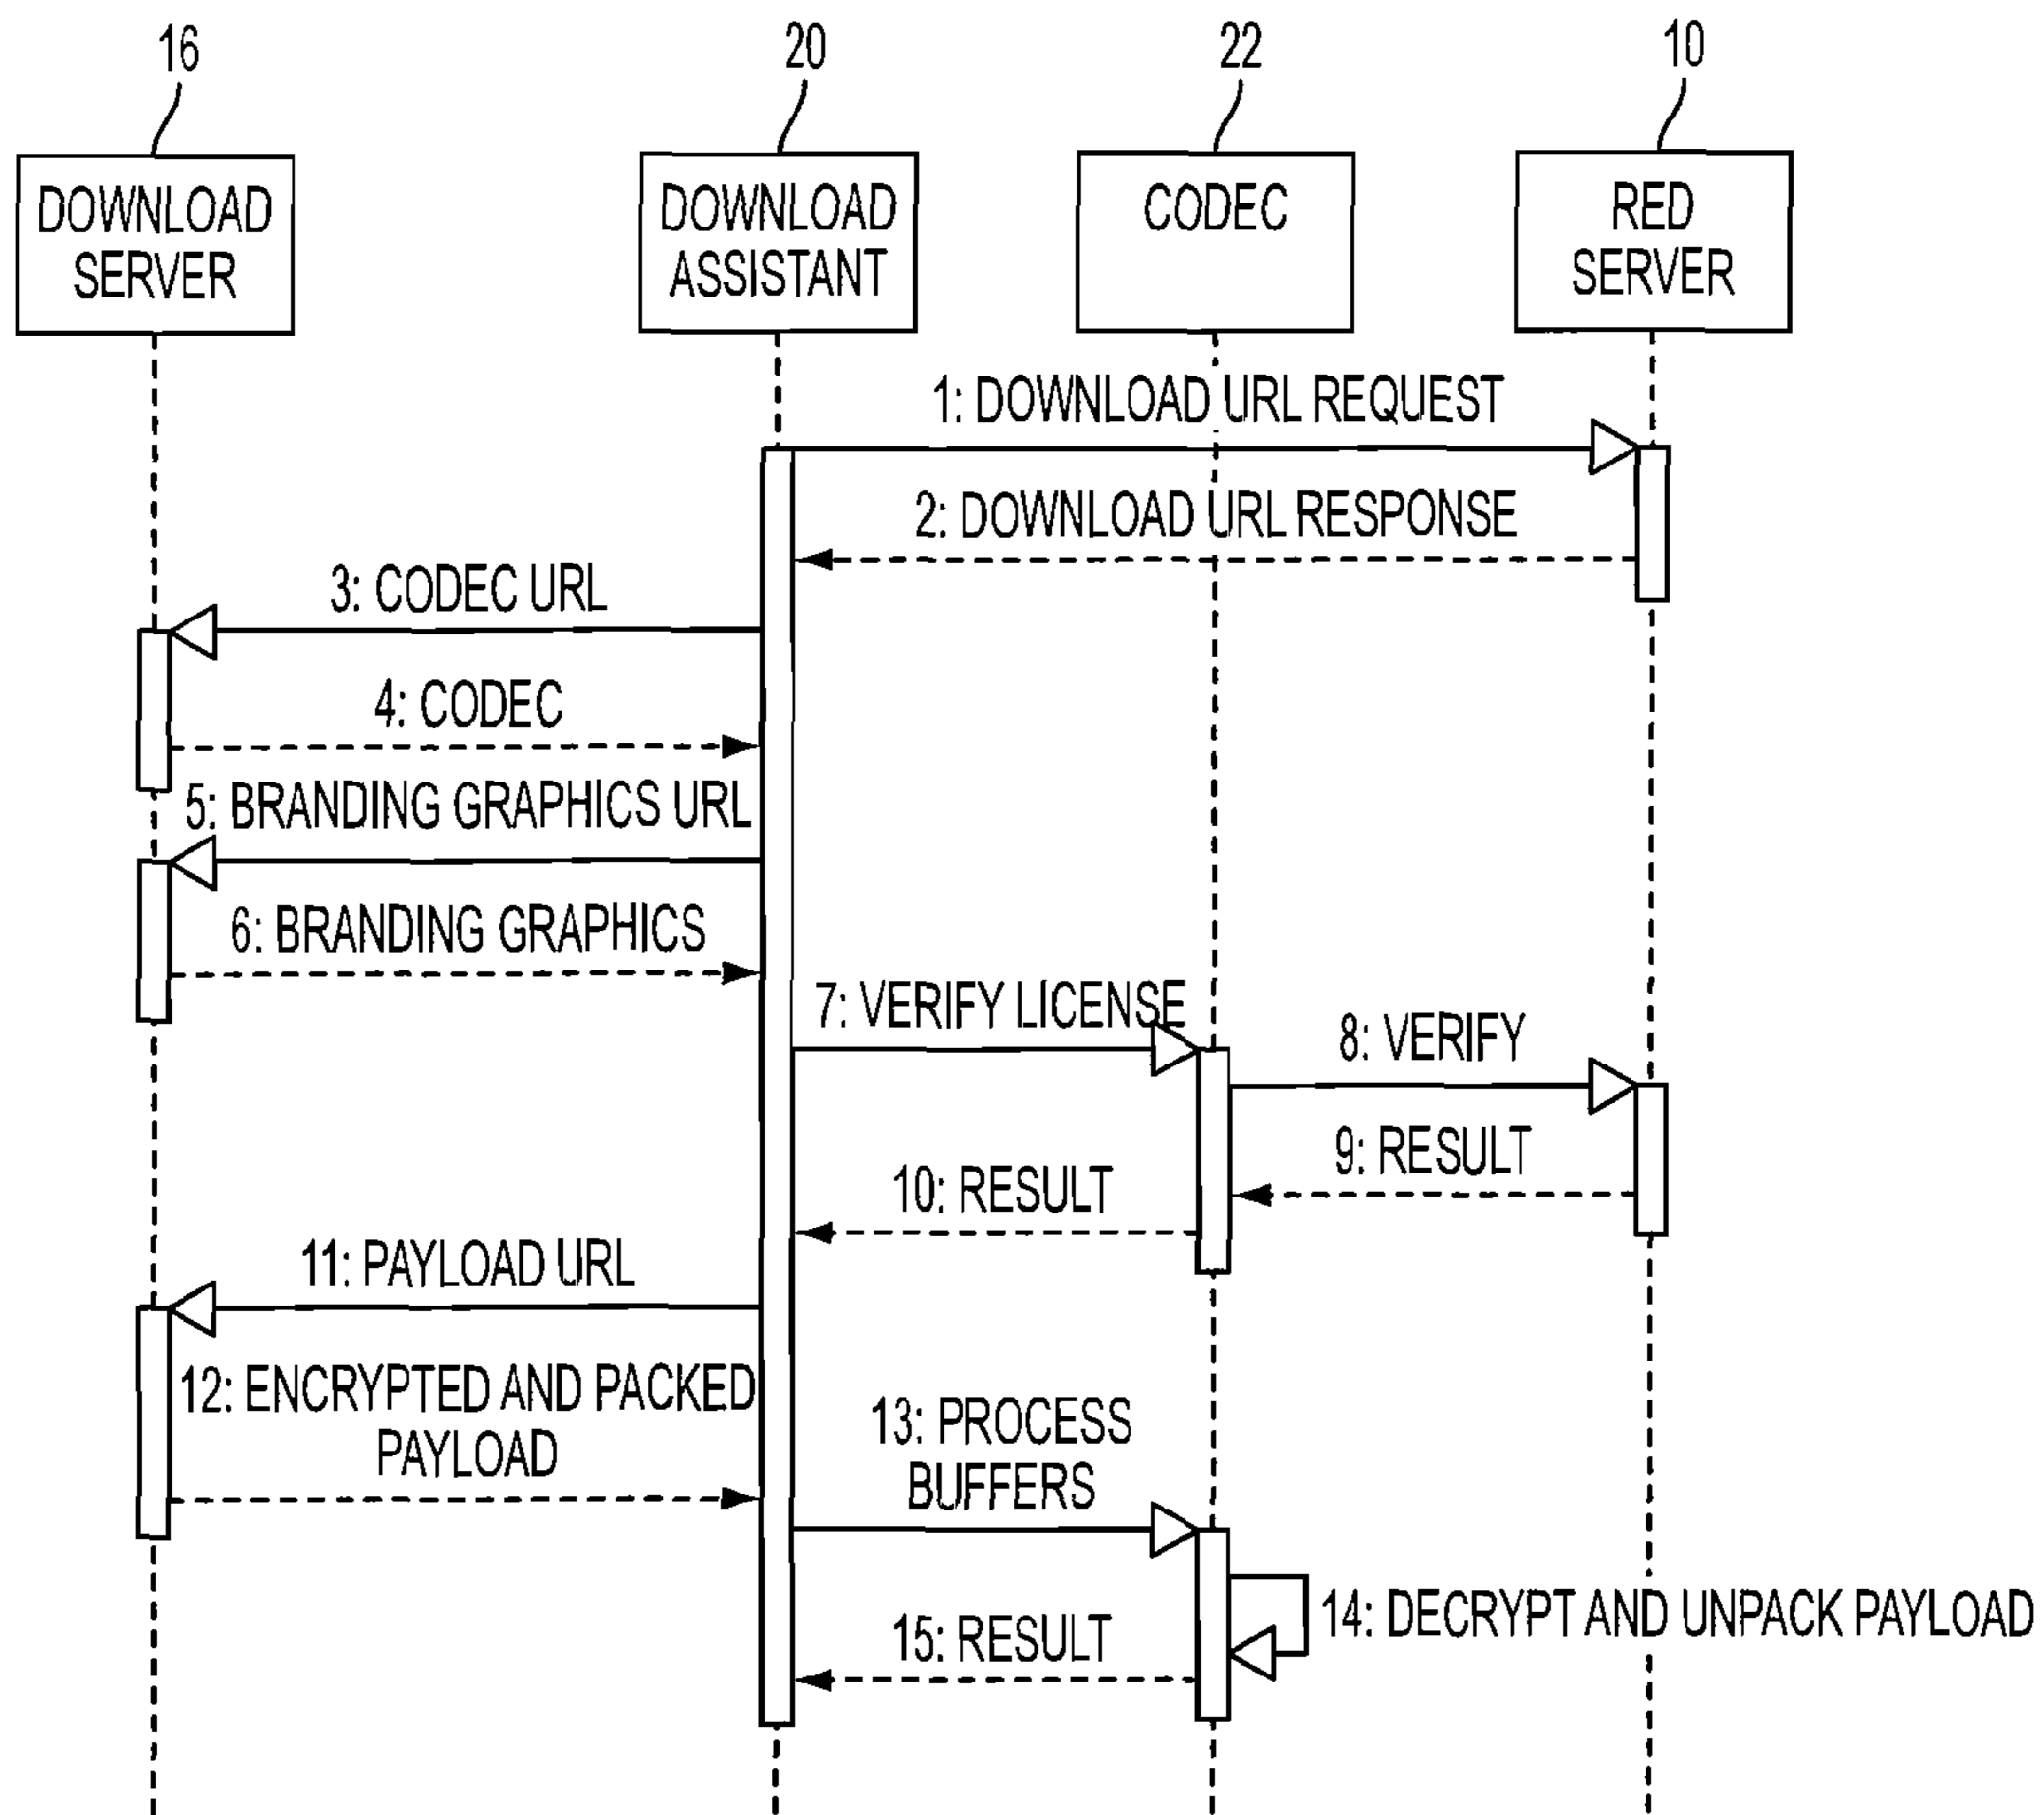 16
20
22
10
DOWNLOAD
SERVER
DOWNLOAD
ASSISTANT
CODEC
RED
SERVER
1: DOWNLOAD URL REQUEST
2: DOWNLOAD URL RESPONSE
3: CODEC URL
4: CODEC
5: BRANDING GRAPHICS URL
6: BRANDING GRAPHICS
7: VERIFY LICENSE
8: VERIFY
9: RESULT
10: RESULT
11: PAYLOAD URL
12: ENCRYPTED AND PACKED
PAYLOAD
13: PROCESS
BUFFERS
14: DECRYPT AND UNPACK PAYLOAD
15: RESULT